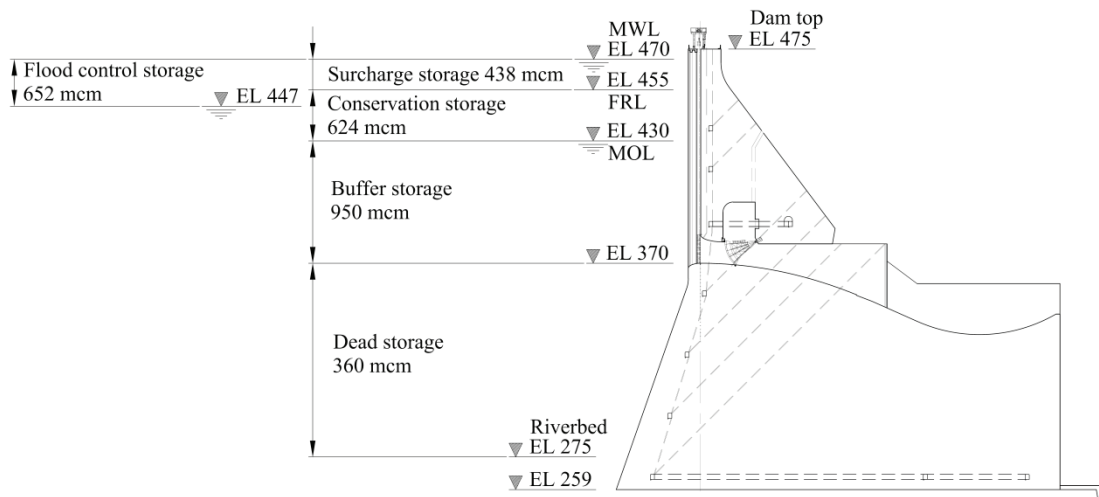 MWL
EL 470
Dam top
EL 475
Flood control storage
652 mcm
EL 447
Surcharge storage 438 mcm
EL 455
FRL
Conservation storage
624 mcm
EL 430
MOL
Buffer storage
950 mcm
EL 370
Dead storage
360 mcm
Riverbed
EL 275
EL 259